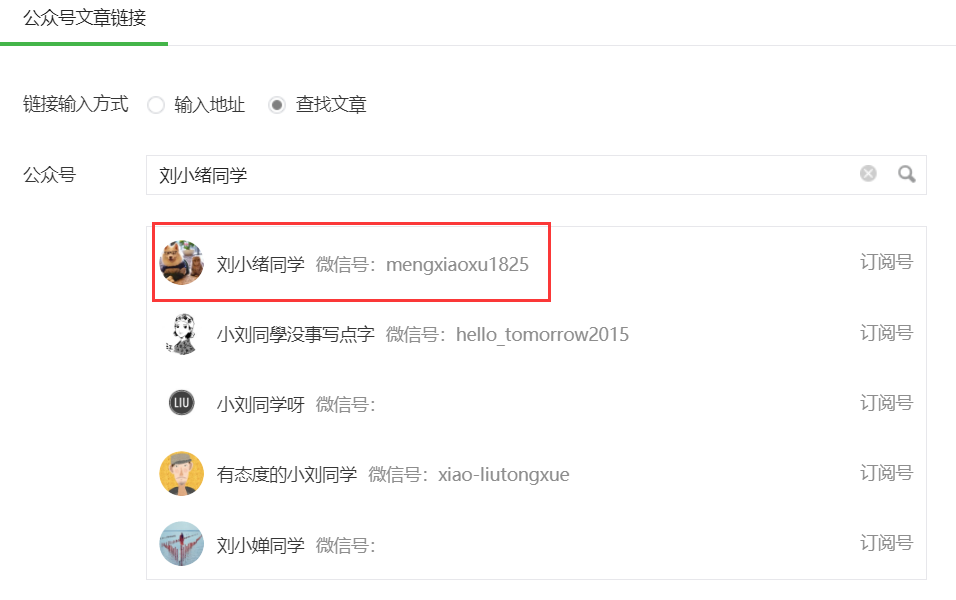 公众号文章链接
链接输入方式 输入地址 查找文章
公众号 刘小绪同学
刘小绪同学 微信号：mengxiaoxu1825 订阅号
小刘同學没事写点字 微信号：hello_tomorrow2015 订阅号
LIU 小刘同学呀 微信号： 订阅号
有态度的小刘同学 微信号：xiao-liutongxue 订阅号
刘小婵同学 微信号： 订阅号